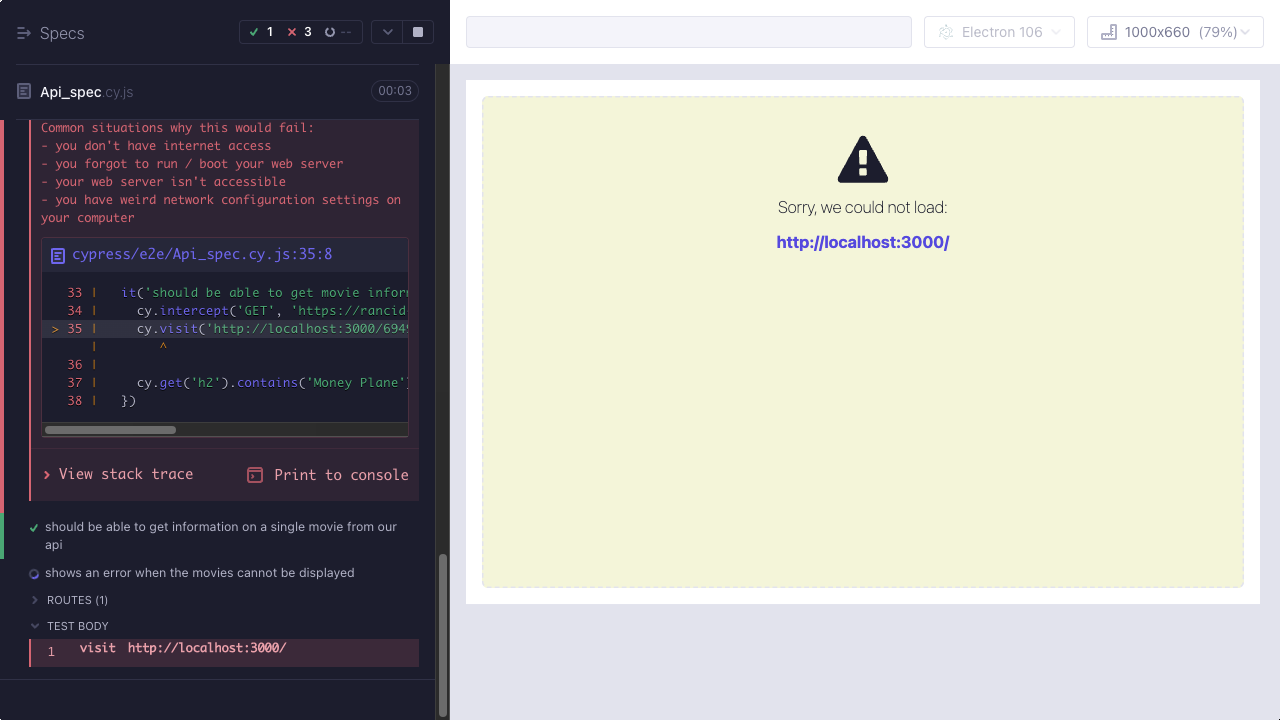 Specs
1 3 --
Electron 106
1000x660 (79%)
Api_spec.cy.js
00:03
Common situations why this would fail:
- you don't have internet access
- you forgot to run / boot your web server
- your web server isn't accessible
- you have weird network configuration settings on
your computer
cypress/e2e/Api_spec.cy.js:35:8
33 | it('should be able to get movie infor
34 | cy.intercept('GET', 'https://rancid
> 35 | cy.visit('http://localhost:3000/694
| ^
36 |
37 | cy.get('h2').contains('Money Plane')
38 | })
View stack trace
Print to console
should be able to get information on a single movie from our
api
shows an error when the movies cannot be displayed
ROUTES (1)
TEST BODY
1 visit http://localhost:3000/
Sorry, we could not load:
http://localhost:3000/